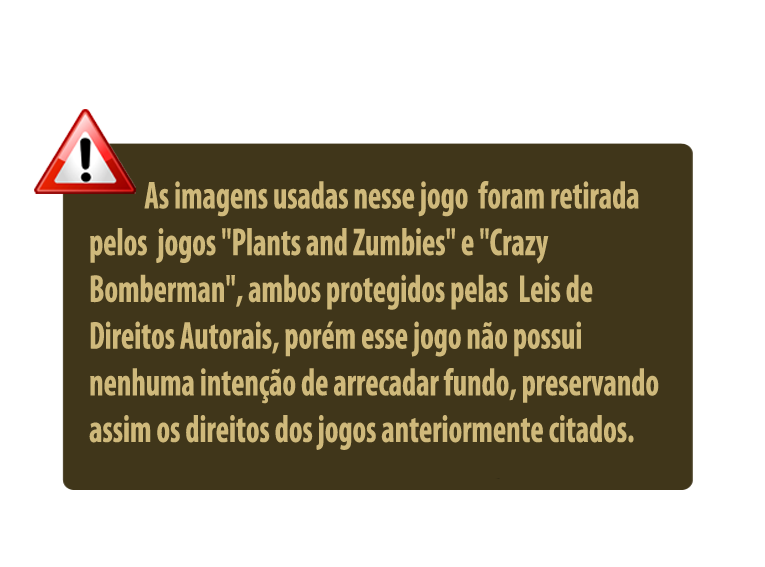 As imagens usadas nesse jogo foram retirada
pelos jogos "Plants and Zumbies" e "Crazy
Bomberman", ambos protegidos pelas Leis de
Direitos Autorais, porém esse jogo não possui
nenhuma intenção de arrecadar fundo, preservando
assim os direitos dos jogos anteriormente citados.